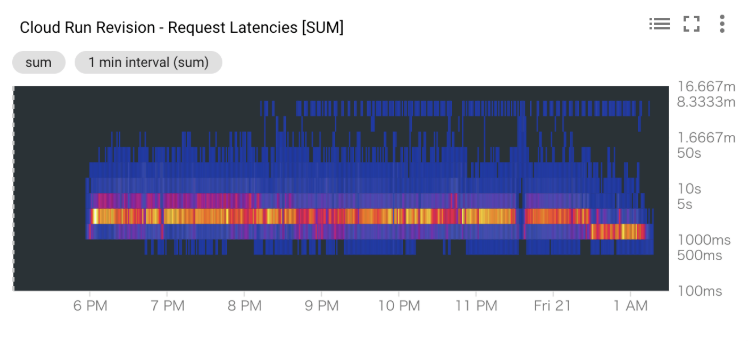 Cloud Run Revision - Request Latencies [SUM]
sum
1 min interval (sum)
16.667m
8.3333m
1.6667m
50s
10s
5s
1000ms
500ms
100ms
6 PM 7 PM 8 PM 9 PM 10 PM 11 PM Fri 21 1 AM